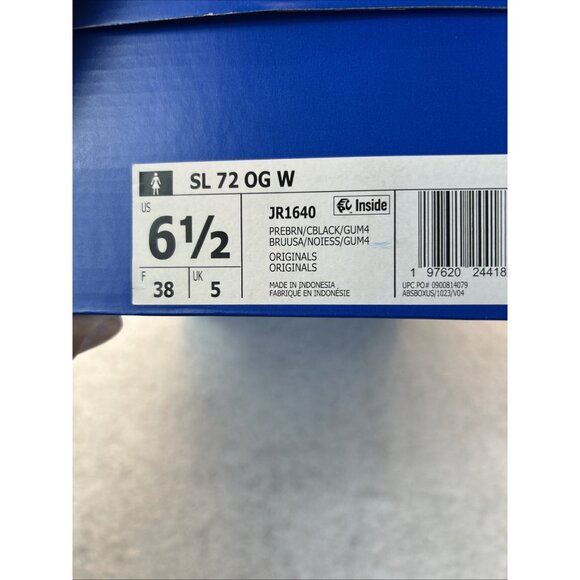 SL 72 OG W
US
6½
F
38
UK
5
JR1640
Inside
PREBRN/CBLACK/GUM4
BRUUSA/NOIESS/GUM4
ORIGINALS
ORIGINALS
MADE IN INDONESIA
FABRIQUÉ EN INDONÉSIE
1 97620 24418
UPC PO# 0900814079
ABSBOXUS/1023/V04